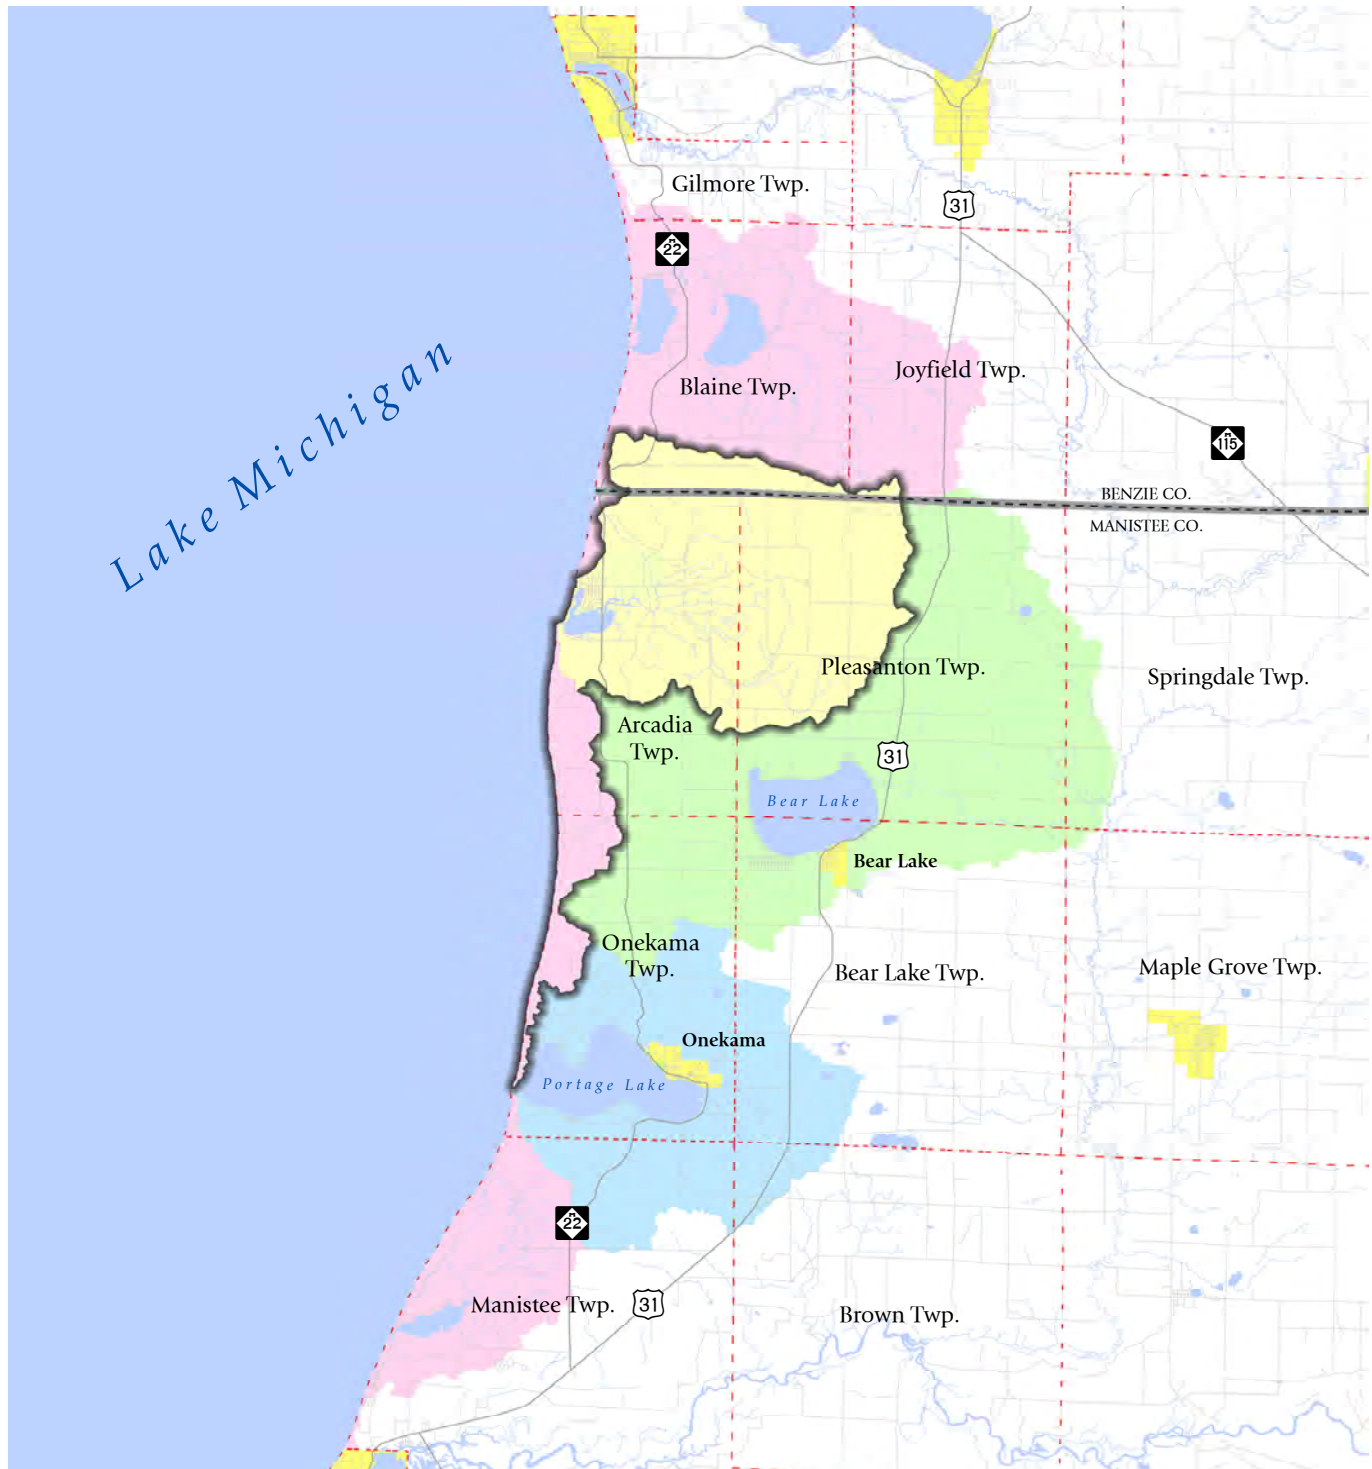 Gilmore Twp.
31
M
22
Lake Michigan
Joyfield Twp.
Blaine Twp.
M
115
BENZIE CO.
MANISTEE CO.
Pleasanton Twp.
Springdale Twp.
Arcadia
Twp.
31
Bear Lake
Bear Lake
Onekama
Twp.
Bear Lake Twp.
Maple Grove Twp.
Onekama
Portage Lake
M
22
Manistee Twp.
31
Brown Twp.